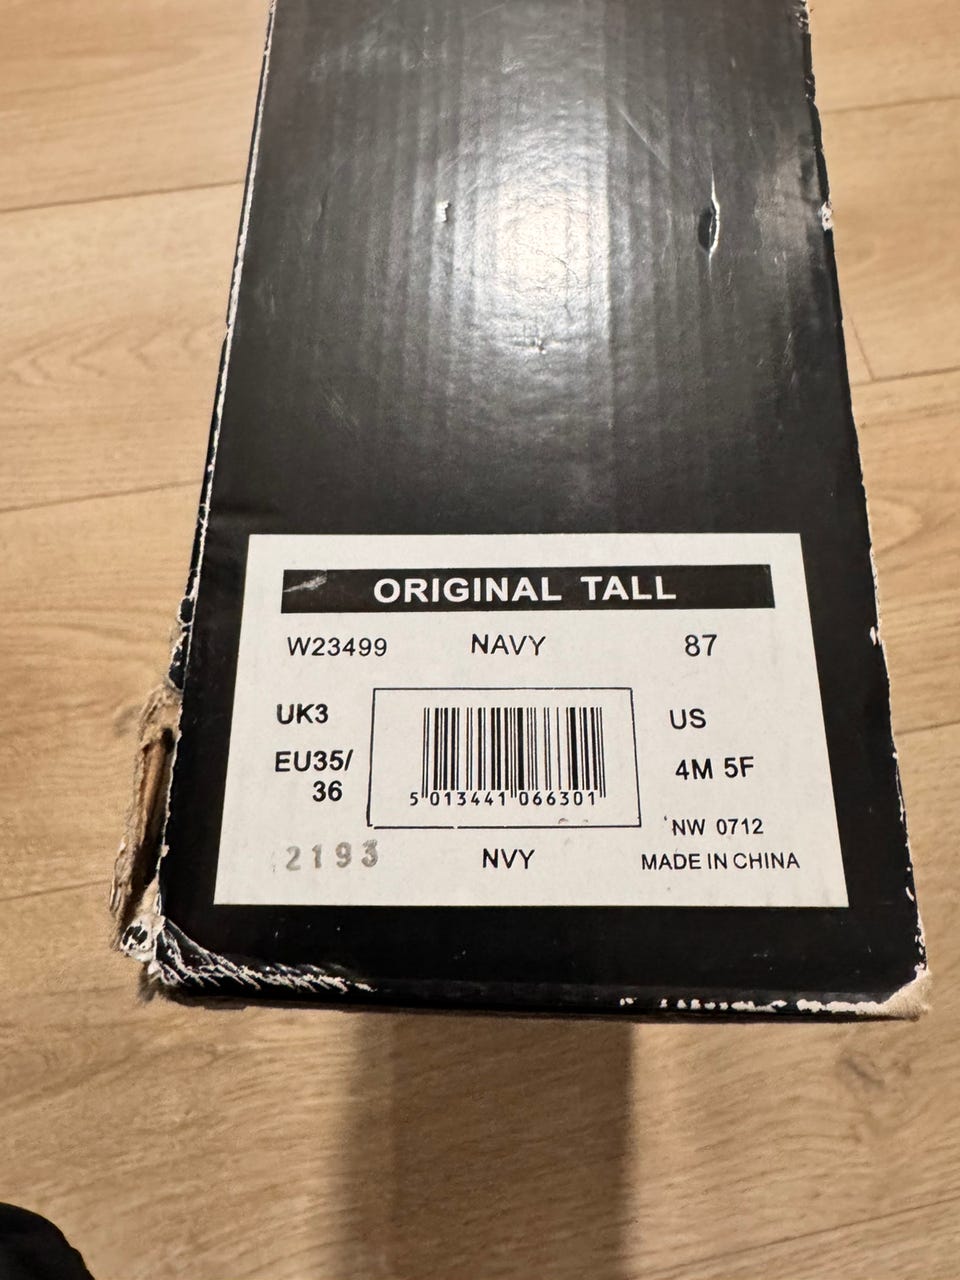 ORIGINAL TALL
W23499 NAVY 87
UK3 US
EU35/
36
4M 5F
5 013441 066301
NW 0712
2193 NVY MADE IN CHINA